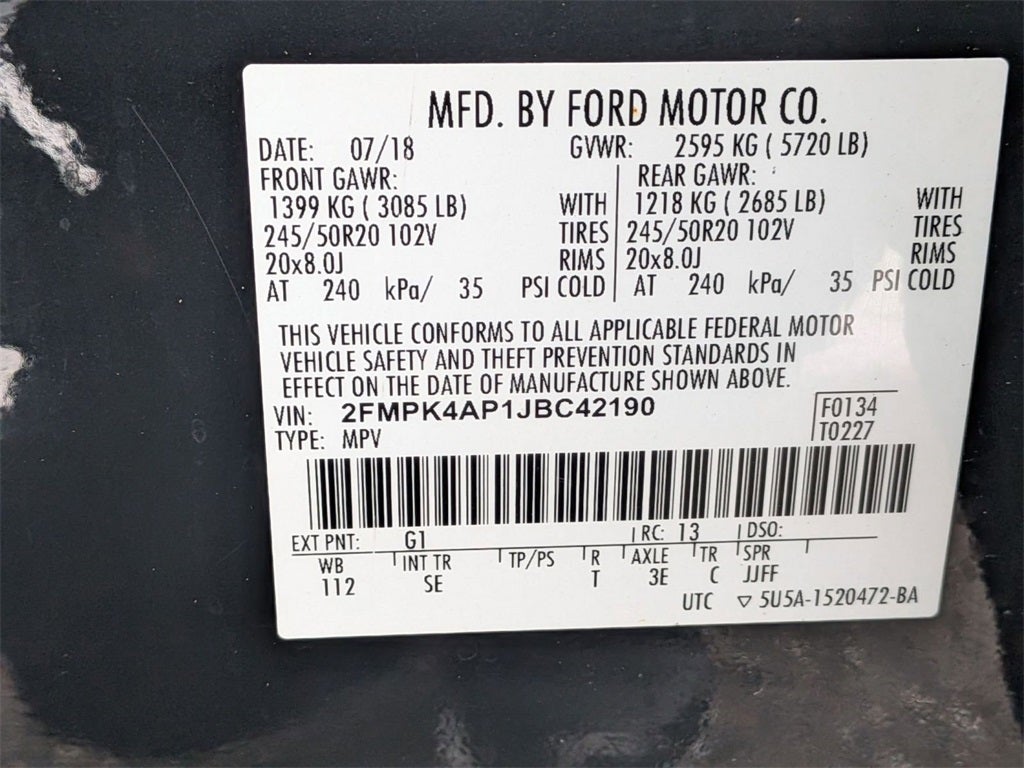 MFD. BY FORD MOTOR CO.
DATE: 07/18 GVWR: 2595 KG ( 5720 LB)
FRONT GAWR: REAR GAWR:
1399 KG ( 3085 LB) WITH 1218 KG ( 2685 LB) WITH
245/50R20 102V TIRES 245/50R20 102V TIRES
20x8.0J RIMS 20x8.0J RIMS
AT 240 kPa/ 35 PSI COLD AT 240 kPa/ 35 PSI COLD
THIS VEHICLE CONFORMS TO ALL APPLICABLE FEDERAL MOTOR
VEHICLE SAFETY AND THEFT PREVENTION STANDARDS IN
EFFECT ON THE DATE OF MANUFACTURE SHOWN ABOVE.
VIN: 2FMPK4AP1JBC42190 F0134
TYPE: MPV T0227
EXT PNT: G1 RC: 13 DSO:
WB INT TR TP/PS R AXLE TR SPR
112 SE T 3E C JJFF
UTC ▽ 5U5A-1520472-BA